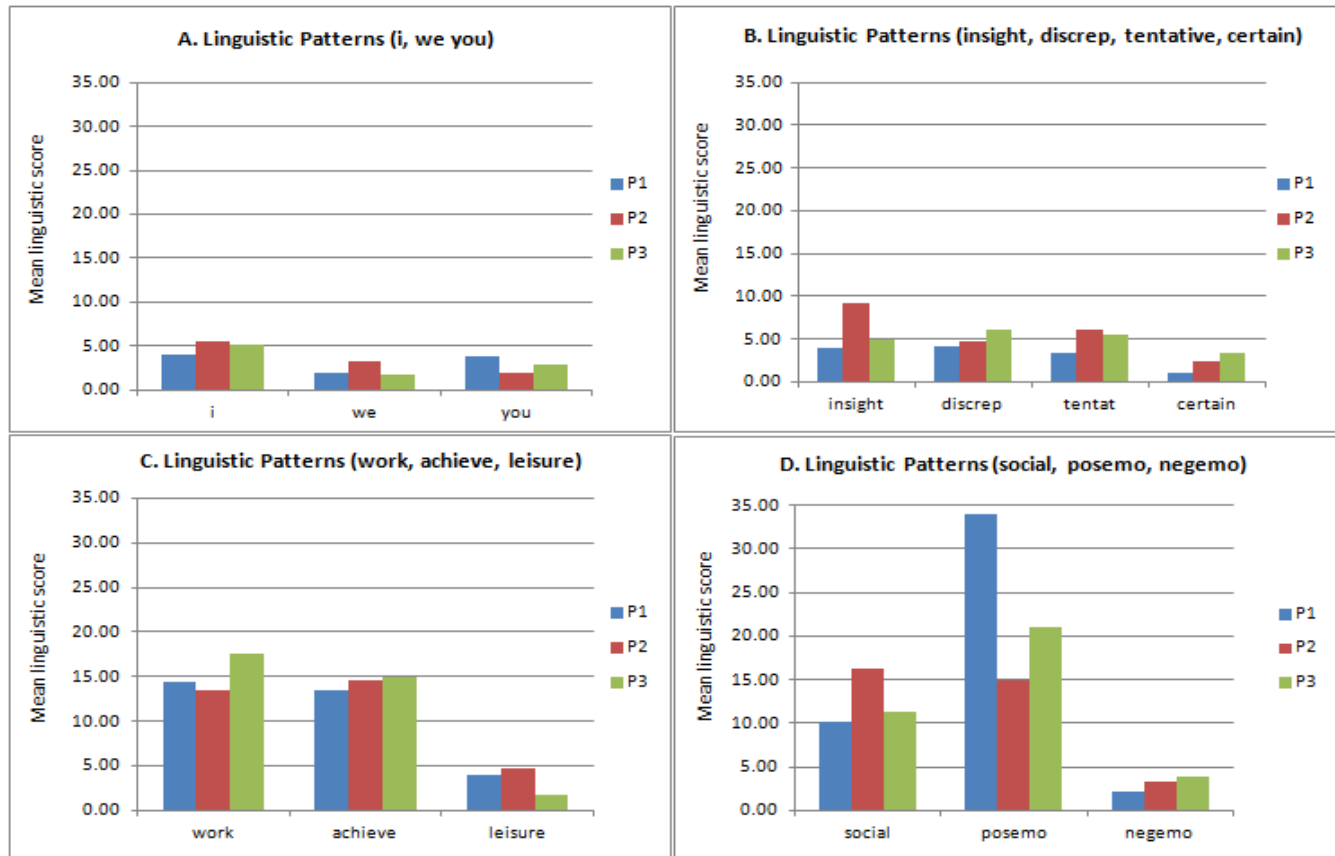 A. Linguistic Patterns (i, we you)
35.00
30.00
25.00
20.00
15.00
10.00
5.00
0.00
Mean linguistic score
i
we
you
P1
P2
P3
B. Linguistic Patterns (insight, discrep, tentative, certain)
35.00
30.00
25.00
20.00
15.00
10.00
5.00
0.00
Mean linguistic score
insight
discrep
tentat
certain
P1
P2
P3
C. Linguistic Patterns (work, achieve, leisure)
35.00
30.00
25.00
20.00
15.00
10.00
5.00
0.00
Mean linguistic score
work
achieve
leisure
P1
P2
P3
D. Linguistic Patterns (social, posemo, negemo)
35.00
30.00
25.00
20.00
15.00
10.00
5.00
0.00
Mean linguistic score
social
posemo
negemo
P1
P2
P3